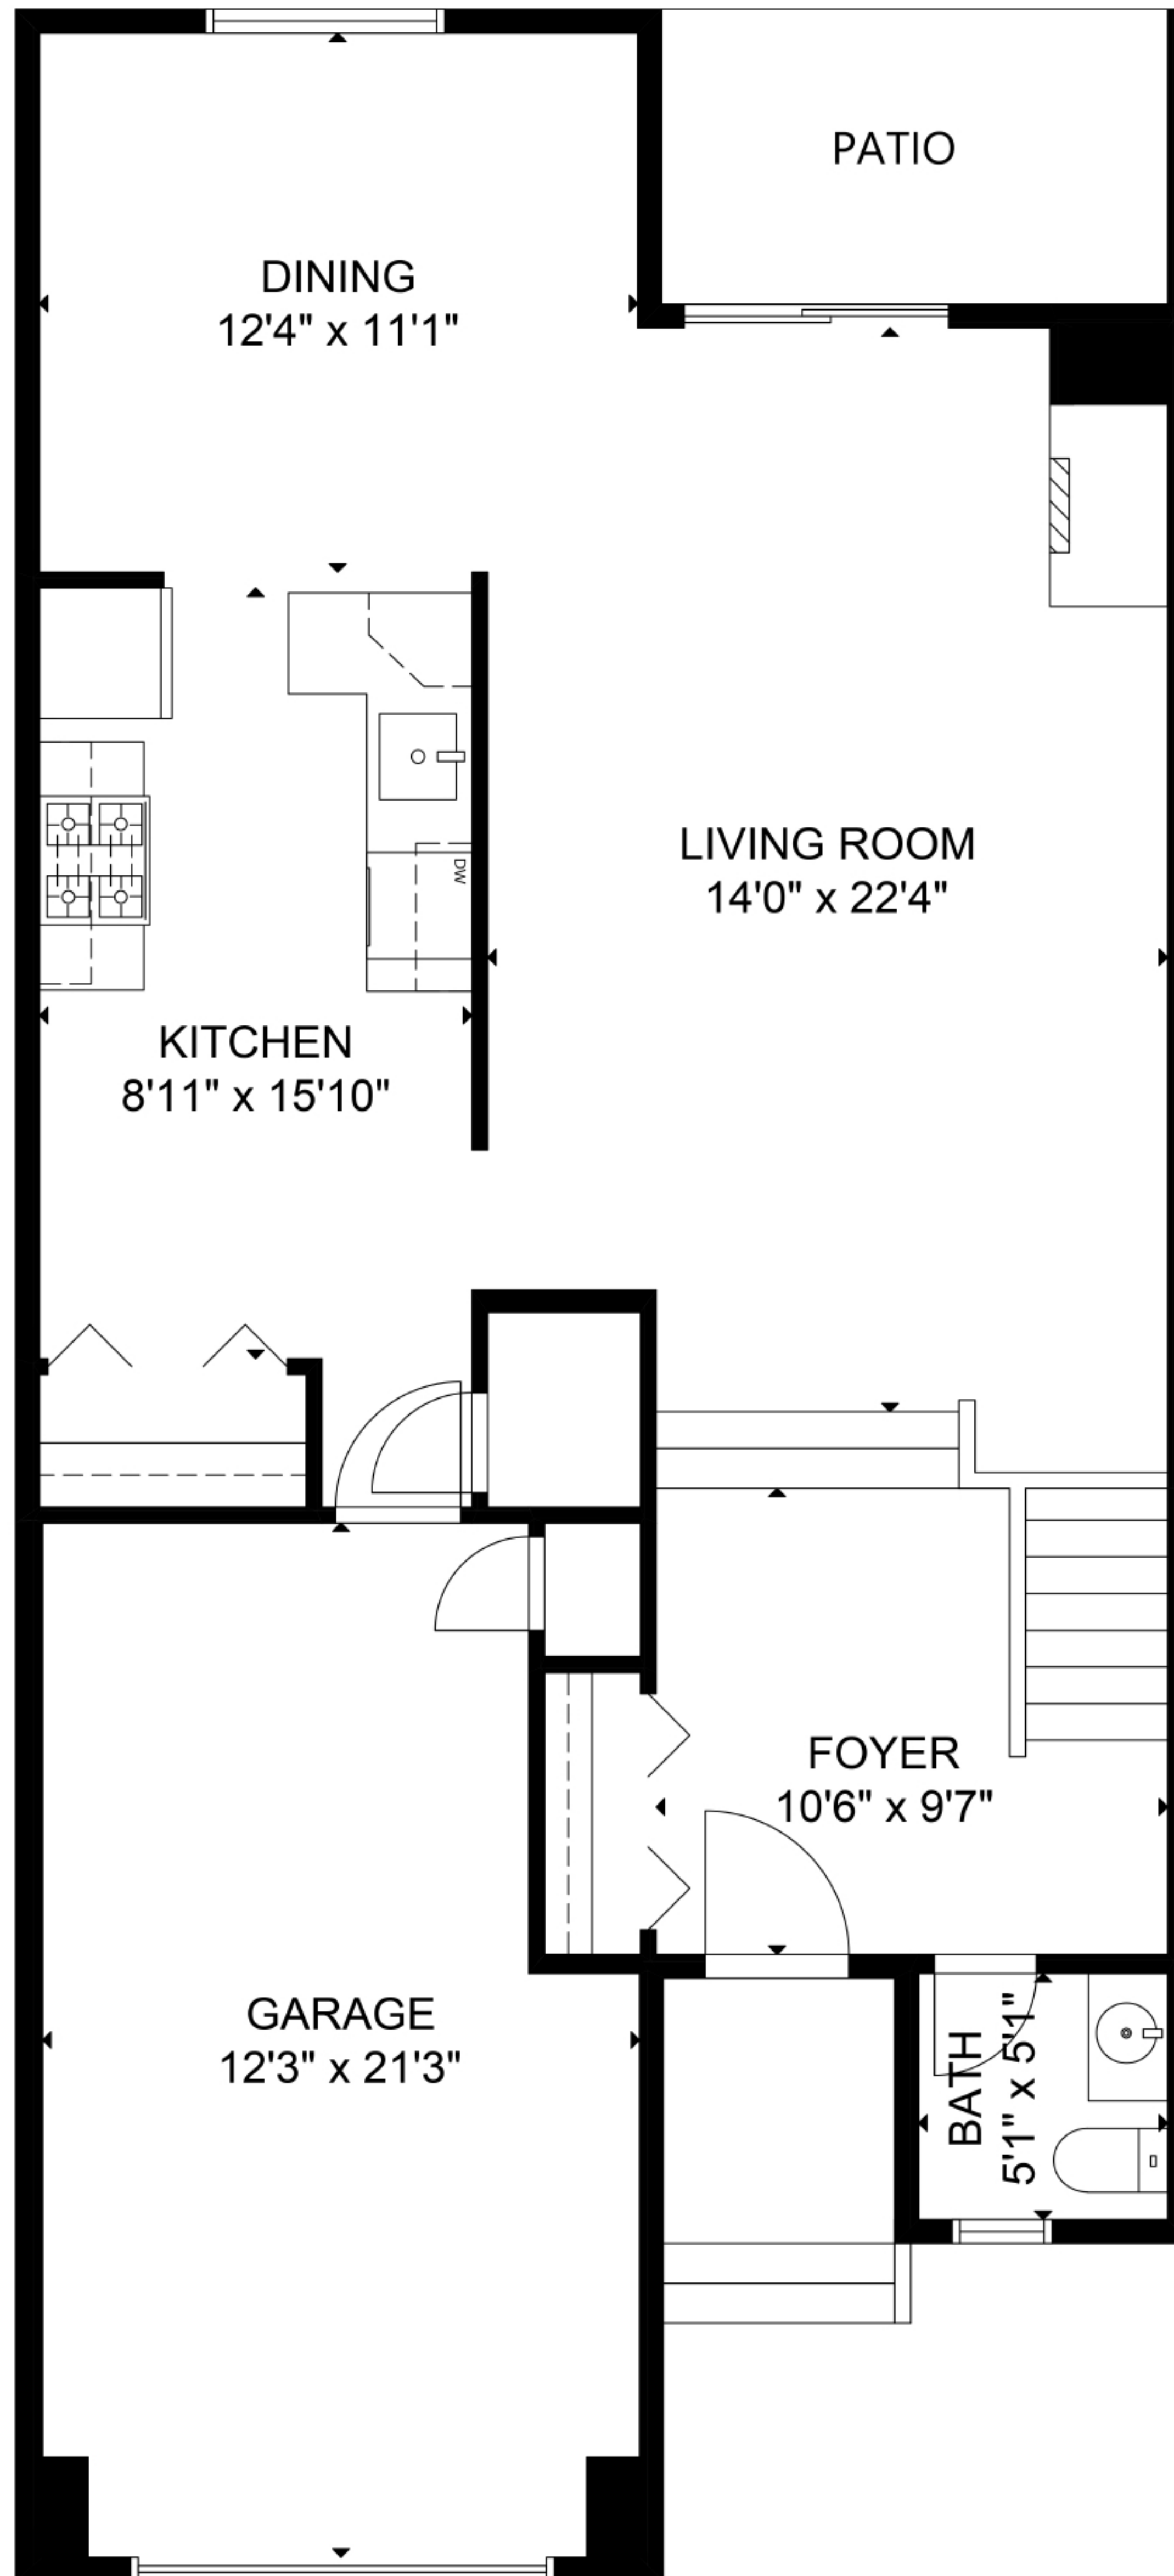 PATIO
DINING
12'4" x 11'1"
LIVING ROOM
14'0" x 22'4"
DW
KITCHEN
8'11" x 15'10"
FOYER
10'6" x 9'7"
GARAGE
12'3" x 21'3"
BATH
5'1" x 5'1"